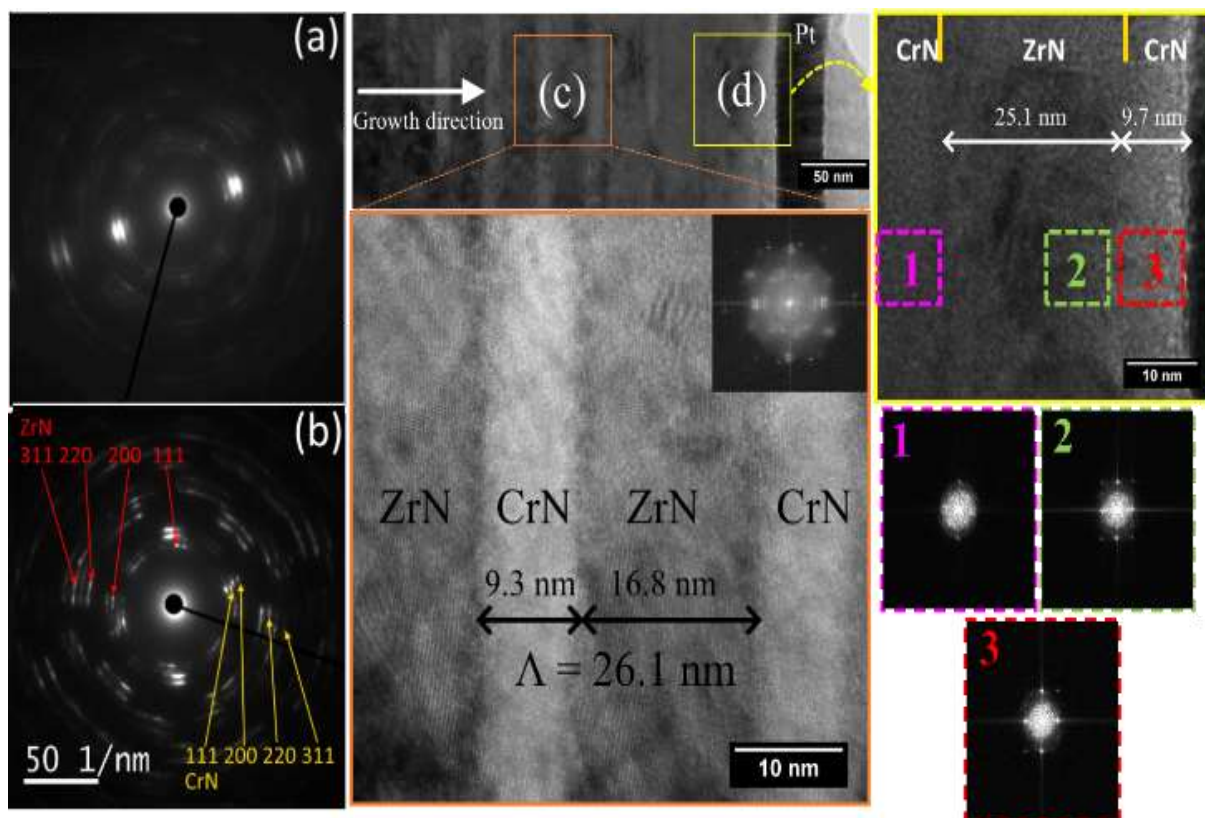 (a)
ZrN
311 220 200 111
(b)
111 200 220 311
CrN
50 1/nm
Pt
(c)
(d)
Growth direction
50 nm
ZrN CrN ZrN CrN
9.3 nm 16.8 nm
Λ = 26.1 nm
10 nm
CrN ZrN CrN
25.1 nm 9.7 nm
1 2 3
10 nm
1
2
3